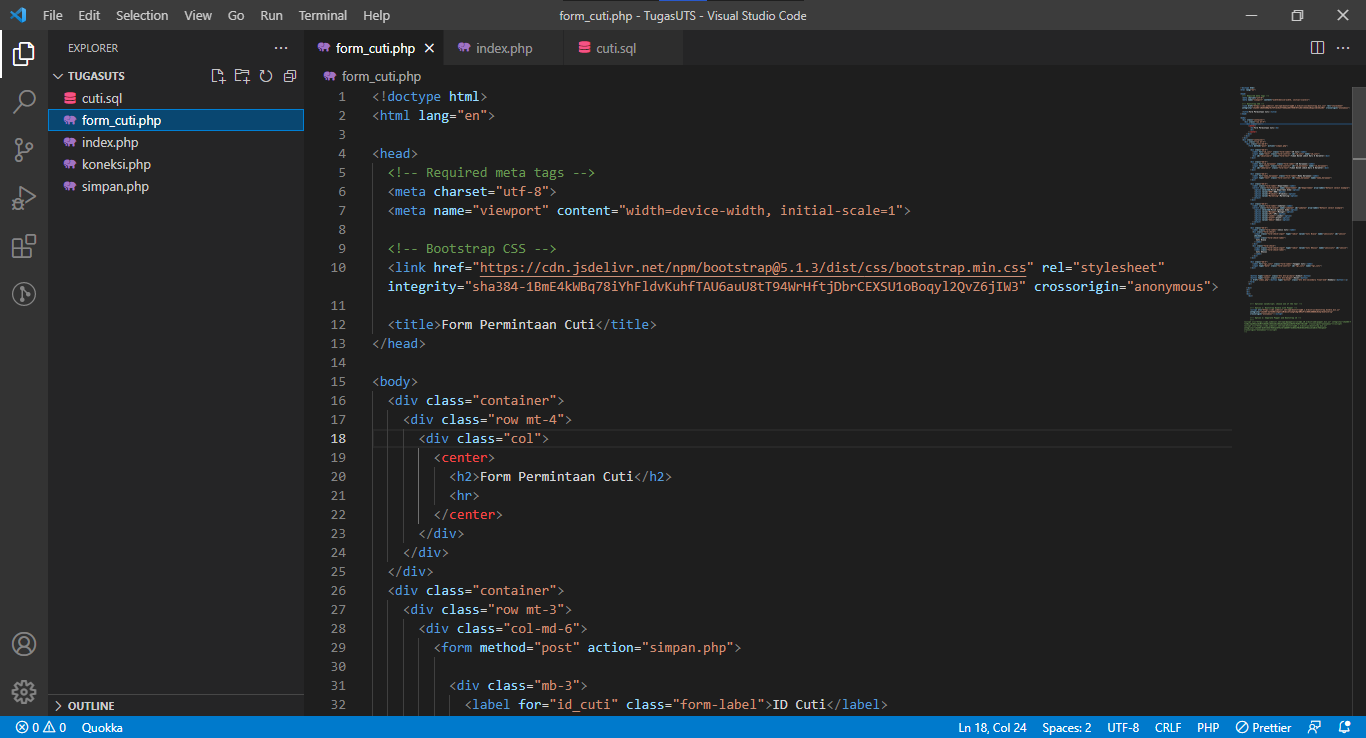 File Edit Selection View Go Run Terminal Help
form_cuti.php - TugasUTS - Visual Studio Code
EXPLORER
TUGASUTS
cuti.sql
form_cuti.php
index.php
koneksi.php
simpan.php
OUTLINE
form_cuti.php index.php cuti.sql
form_cuti.php
1 <!doctype html>
2 <html lang="en">
3
4 <head>
5 <!-- Required meta tags -->
6 <meta charset="utf-8">
7 <meta name="viewport" content="width=device-width, initial-scale=1">
8
9 <!-- Bootstrap CSS -->
10 <link href="https://cdn.jsdelivr.net/npm/bootstrap@5.1.3/dist/css/bootstrap.min.css" rel="stylesheet"
integrity="sha384-1BmE4kWBq78iYhFldvKuhfTAU6auU8tT94WrHftjDbrCEXSU1oBoqyl2QvZ6jIW3" crossorigin="anonymous">
11
12 <title>Form Permintaan Cuti</title>
13 </head>
14
15 <body>
16 <div class="container">
17 <div class="row mt-4">
18 <div class="col">
19 <center>
20 <h2>Form Permintaan Cuti</h2>
21 <hr>
22 </center>
23 </div>
24 </div>
25 </div>
26 <div class="container">
27 <div class="row mt-3">
28 <div class="col-md-6">
29 <form method="post" action="simpan.php">
30
31 <div class="mb-3">
32 <label for="id_cuti" class="form-label">ID Cuti</label>
0 0 Quokka Ln 18, Col 24 Spaces: 2 UTF-8 CRLF PHP Prettier